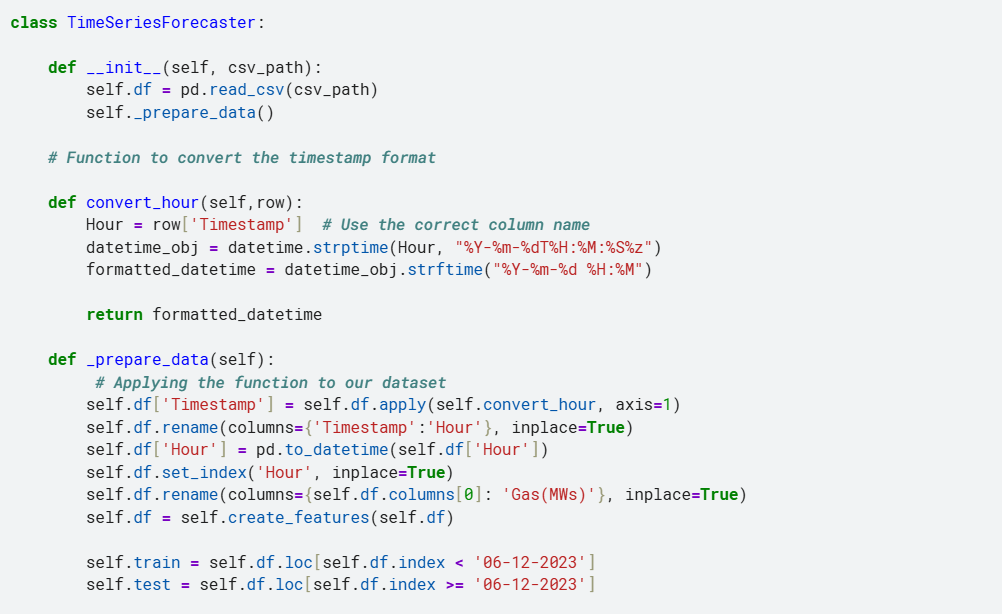 class TimeSeriesForecaster:
    def __init__(self, csv_path):
        self.df = pd.read_csv(csv_path)
        self._prepare_data()
    # Function to convert the timestamp format
    def convert_hour(self,row):
        Hour = row['Timestamp']  # Use the correct column name
        datetime_obj = datetime.strptime(Hour, "%Y-%m-%dT%H:%M:%S%z")
        formatted_datetime = datetime_obj.strftime("%Y-%m-%d %H:%M")
        return formatted_datetime
    def _prepare_data(self):
         # Applying the function to our dataset
        self.df['Timestamp'] = self.df.apply(self.convert_hour, axis=1)
        self.df.rename(columns={'Timestamp':'Hour'}, inplace=True)
        self.df['Hour'] = pd.to_datetime(self.df['Hour'])
        self.df.set_index('Hour', inplace=True)
        self.df.rename(columns={self.df.columns[0]: 'Gas(MWs)'}, inplace=True)
        self.df = self.create_features(self.df)
        self.train = self.df.loc[self.df.index < '06-12-2023']
        self.test = self.df.loc[self.df.index >= '06-12-2023']